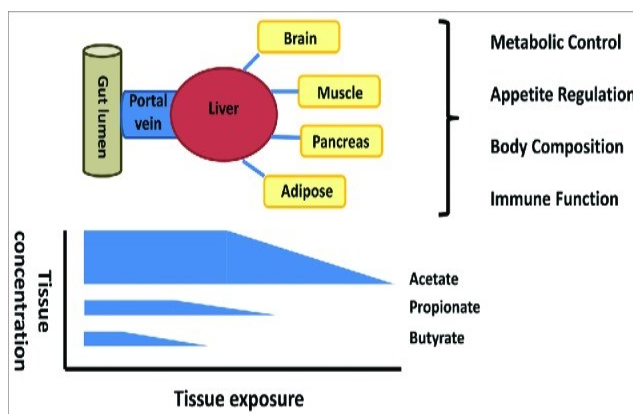 Gut lumen
Portal
vein
Liver
Brain
Muscle
Pancreas
Adipose
Metabolic Control
Appetite Regulation
Body Composition
Immune Function
Tissue
concentration
Acetate
Propionate
Butyrate
Tissue exposure